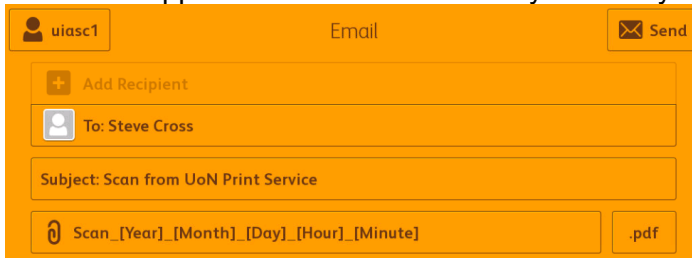 uiasc1
Email
Send
Add Recipient
To: Steve Cross
Subject: Scan from UoN Print Service
Scan_[Year]_[Month]_[Day]_[Hour]_[Minute]
.pdf